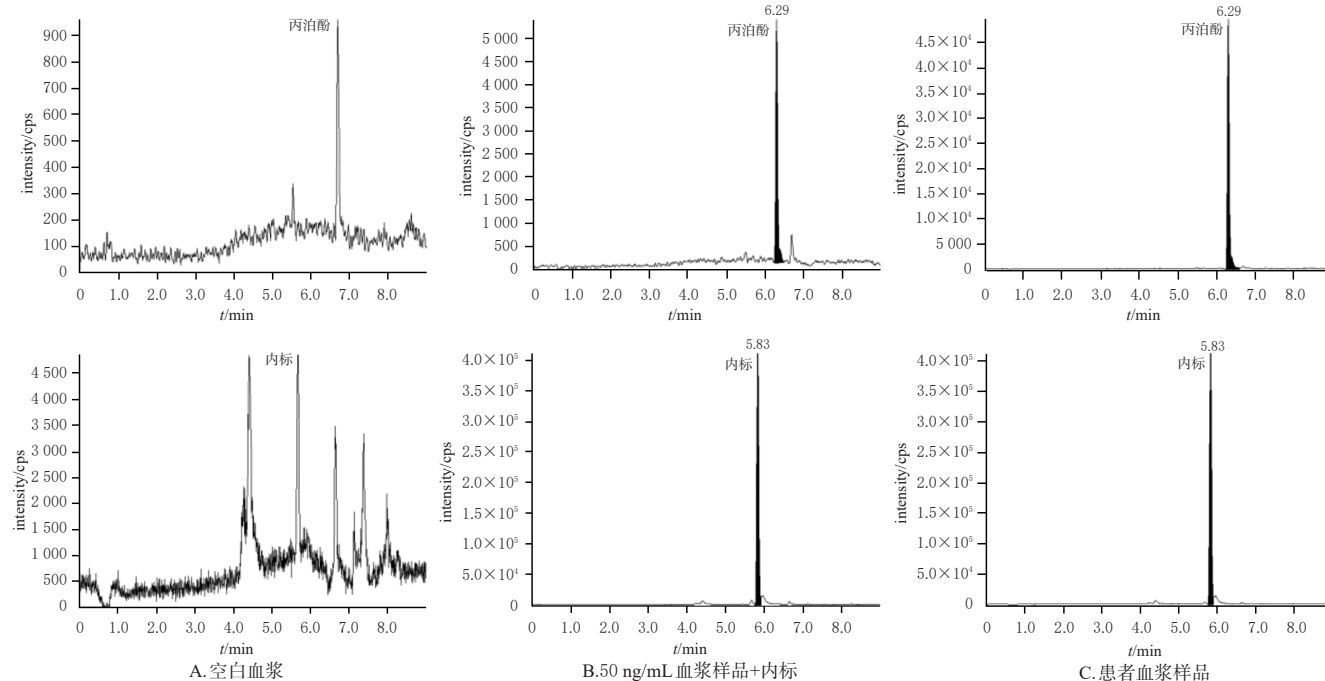 丙泊酚
900
800
700
600
500
400
300
200
100
0
intensity/cps
0.0 1.0 2.0 3.0 4.0 5.0 6.0 7.0 8.0
t/min
6.29
丙泊酚
5 000
4 500
4 000
3 500
3 000
2 500
2 000
1 500
1 000
500
0
intensity/cps
0 1.0 2.0 3.0 4.0 5.0 6.0 7.0 8.0
t/min
6.29
丙泊酚
4.5×10⁴
4.0×10⁴
3.5×10⁴
3.0×10⁴
2.5×10⁴
2.0×10⁴
1.5×10⁴
1.0×10⁴
5 000
0
intensity/cps
0 1.0 2.0 3.0 4.0 5.0 6.0 7.0 8.0
t/min
内标
4 500
4 000
3 500
3 000
2 500
2 000
1 500
1 000
500
0
intensity/cps
0 1.0 2.0 3.0 4.0 5.0 6.0 7.0 8.0
t/min
A.空白血浆
5.83
内标
4.0×10⁵
3.5×10⁵
3.0×10⁵
2.5×10⁵
2.0×10⁵
1.5×10⁵
1.0×10⁵
5.0×10⁴
0
intensity/cps
0 1.0 2.0 3.0 4.0 5.0 6.0 7.0 8.0
t/min
B.50 ng/mL血浆样品+内标
5.83
内标
4.0×10⁵
3.5×10⁵
3.0×10⁵
2.5×10⁵
2.0×10⁵
1.5×10⁵
1.0×10⁵
5.0×10⁴
0
intensity/cps
0 1.0 2.0 3.0 4.0 5.0 6.0 7.0 8.0
t/min
C.患者血浆样品